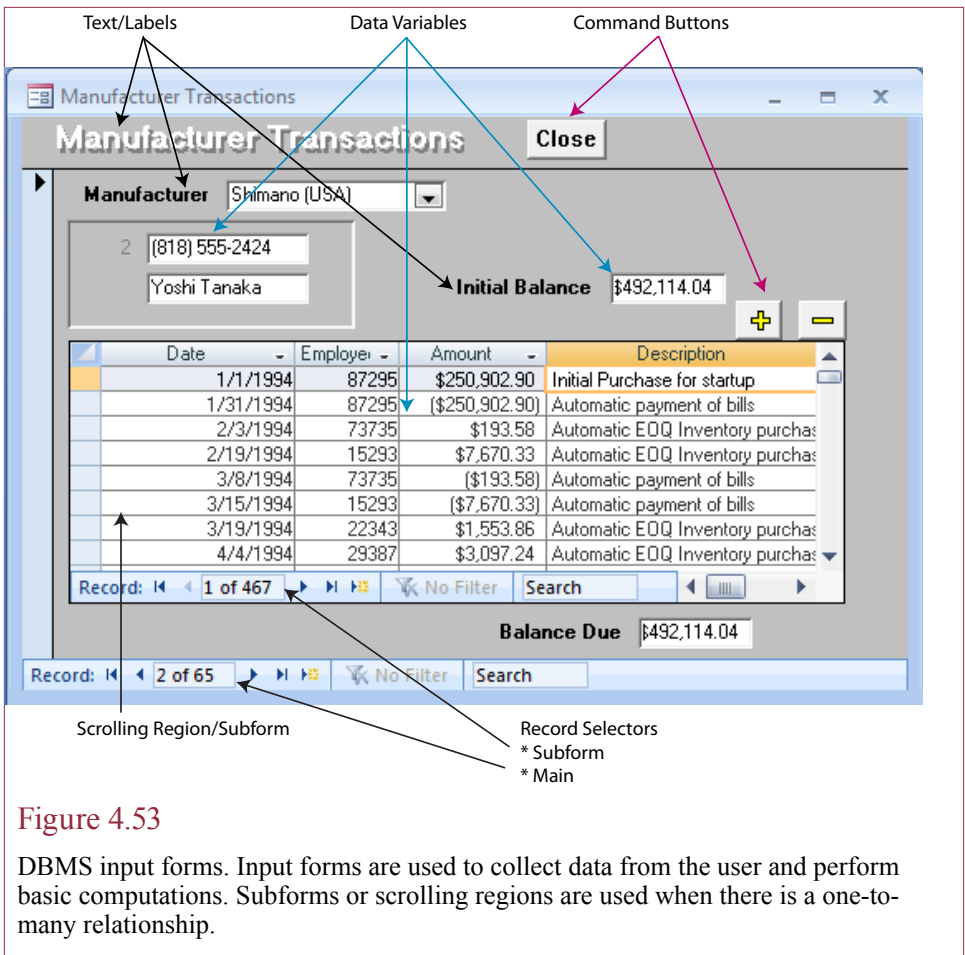 Text/Labels Data Variables Command Buttons
Manufacturer Transactions
Manufacturer Transactions Close
Manufacturer Shimano (USA)
2 (818) 555-2424
Yoshi Tanaka
Initial Balance $492,114.04
Date Employe Amount Description
1/1/1994 87295 $250,902.90 Initial Purchase for startup
1/31/1994 87295 ($250,902.90) Automatic payment of bills
2/3/1994 73735 $193.58 Automatic EOQ Inventory purchas
2/19/1994 15293 $7,670.33 Automatic EOQ Inventory purchas
3/8/1994 73735 ($193.58) Automatic payment of bills
3/15/1994 15293 ($7,670.33) Automatic payment of bills
3/19/1994 22343 $1,553.86 Automatic EOQ Inventory purchas
4/4/1994 29387 $3,097.24 Automatic EOQ Inventory purchas
Record: 1 of 467 No Filter Search
Balance Due $492,114.04
Record: 2 of 65 No Filter Search
Scrolling Region/Subform
Record Selectors
* Subform
* Main
Figure 4.53
DBMS input forms. Input forms are used to collect data from the user and perform
basic computations. Subforms or scrolling regions are used when there is a one-to-
many relationship.